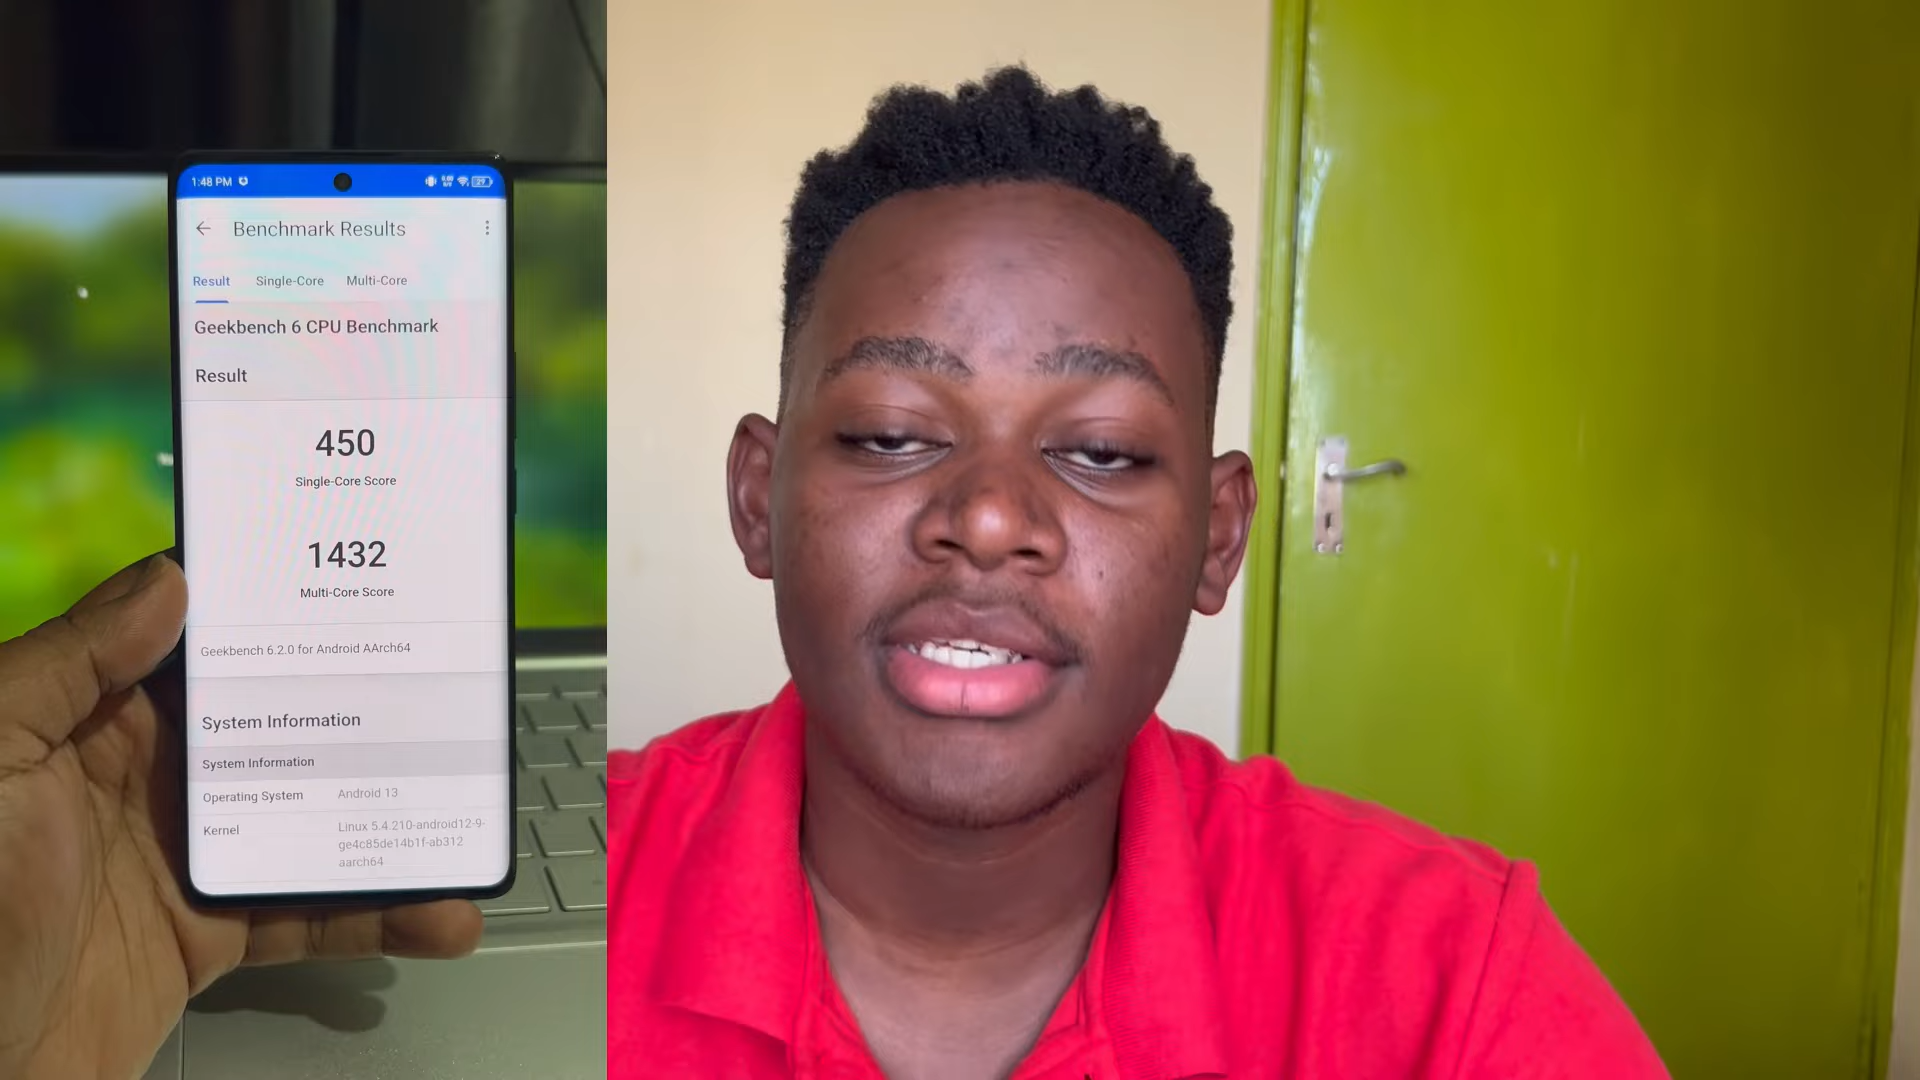 1:48 PM
29
Benchmark Results
Result Single-Core Multi-Core
Geekbench 6 CPU Benchmark
Result
450
Single-Core Score
1432
Multi-Core Score
Geekbench 6.2.0 for Android AArch64
System Information
System Information
Operating System Android 13
Kernel Linux 5.4.210-android12-9-
ge4c85de14b1f-ab312
aarch64